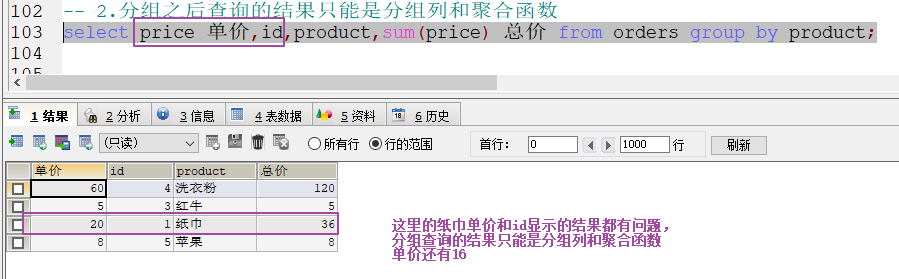 102 -- 2.分组之后查询的结果只能是分组列和聚合函数
103 select price 单价,id,product,sum(price) 总价 from orders group by product;
104
1 结果 2 分析 3 信息 4 表数据 5 资料 6 历史
(只读) 所有行 行的范围 首行: 0 1000 行 刷新
单价 id product 总价
60 4 洗衣粉 120
5 3 红牛 5
20 1 纸巾 36
8 5 苹果 8
这里的纸巾单价和id显示的结果都有问题,
分组查询的结果只能是分组列和聚合函数
单价还有16